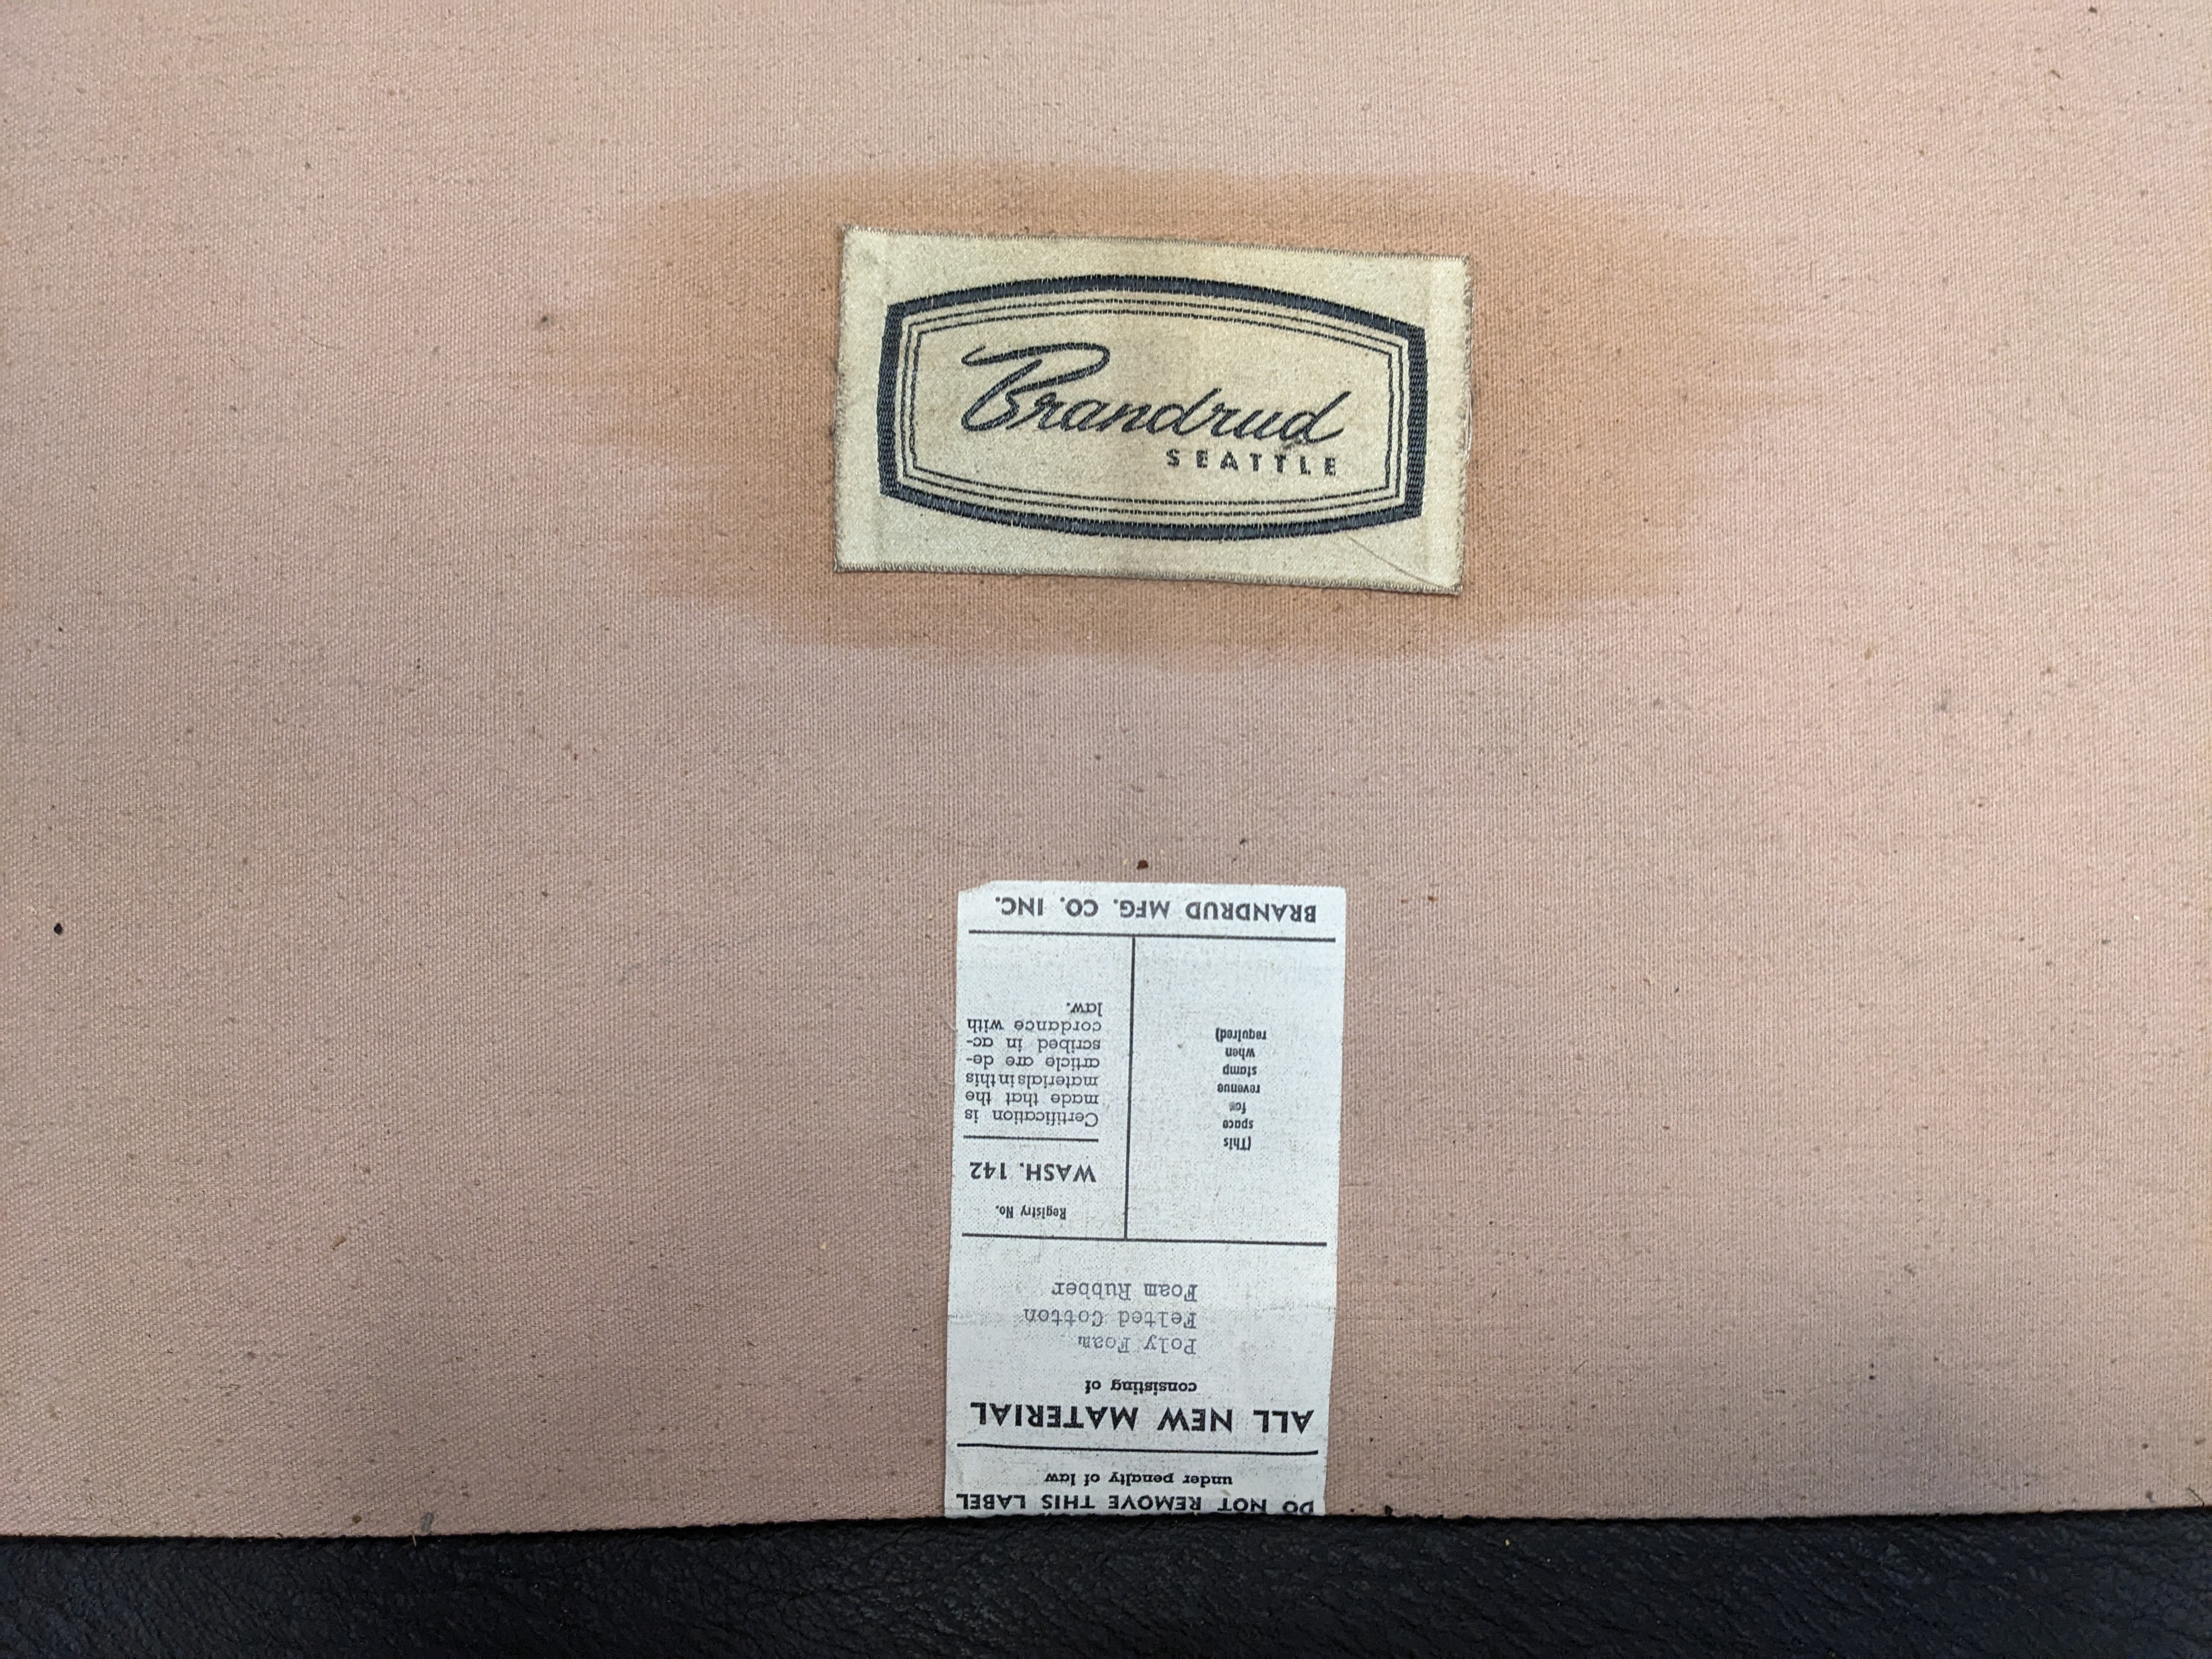 Brandrud
SEATTLE
DO NOT REMOVE THIS LABEL
under penalty of law
ALL NEW MATERIAL
consisting of
Poly Foam
Felted Cotton
Foam Rubber
(This
space
for
revenue
stamp
when
required)
Registry No.
WASH. 142
Certification is
made that the
materials in this
article are de-
scribed in ac-
cordance with
law.
BRANDRUD MFG. CO. INC.